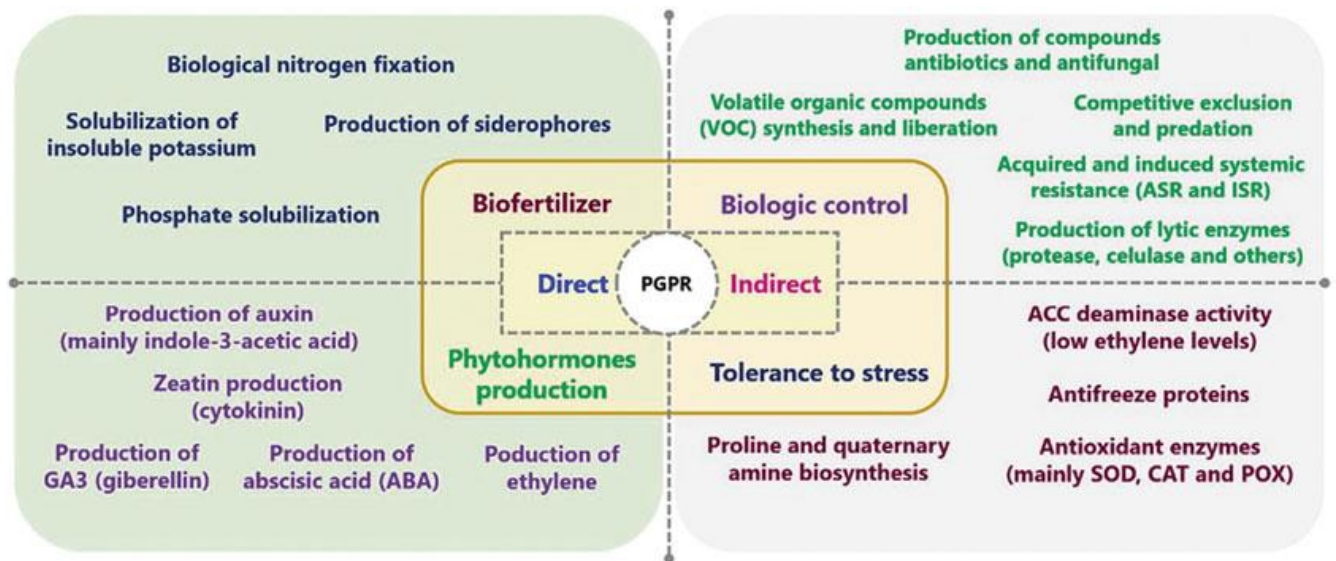 Biological nitrogen fixation
Solubilization of
insoluble potassium
Production of siderophores
Phosphate solubilization
Biofertilizer
Production of compounds
antibiotics and antifungal
Volatile organic compounds
(VOC) synthesis and liberation
Competitive exclusion
and predation
Acquired and induced systemic
resistance (ASR and ISR)
Production of lytic enzymes
(protease, celulase and others)
Biologic control
Direct
PGPR
Indirect
Production of auxin
(mainly indole-3-acetic acid)
Zeatin production
(cytokinin)
Production of
GA3 (giberellin)
Production of
abscisic acid (ABA)
Poduction of
ethylene
Phytohormones
production
Tolerance to stress
ACC deaminase activity
(low ethylene levels)
Antifreeze proteins
Proline and quaternary
amine biosynthesis
Antioxidant enzymes
(mainly SOD, CAT and POX)